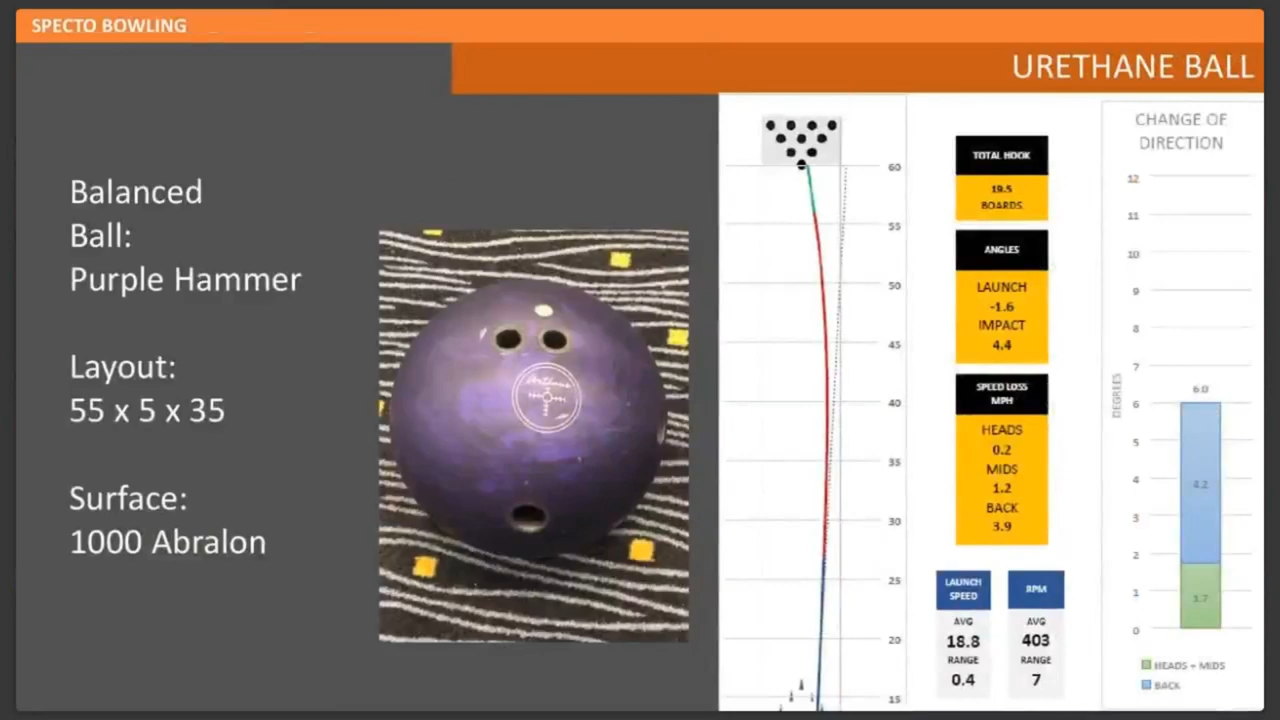 SPECTO BOWLING
URETHANE BALL
Balanced
Ball:
Purple Hammer
Layout:
55 x 5 x 35
Surface:
1000 Abralon
60
55
50
45
40
35
30
25
20
15
TOTAL HOOK
19.5
BOARDS
ANGLES
LAUNCH
-1.6
IMPACT
4.4
SPEED LOSS
MPH
HEADS
0.2
MIDS
1.2
BACK
3.9
LAUNCH
SPEED
AVG
18.8
RANGE
0.4
RPM
AVG
403
RANGE
7
CHANGE OF
DIRECTION
DEGREES
12
11
10
9
8
7
6
5
4
3
2
1
0
6.0
4.2
1.7
HEADS + MIDS
BACK